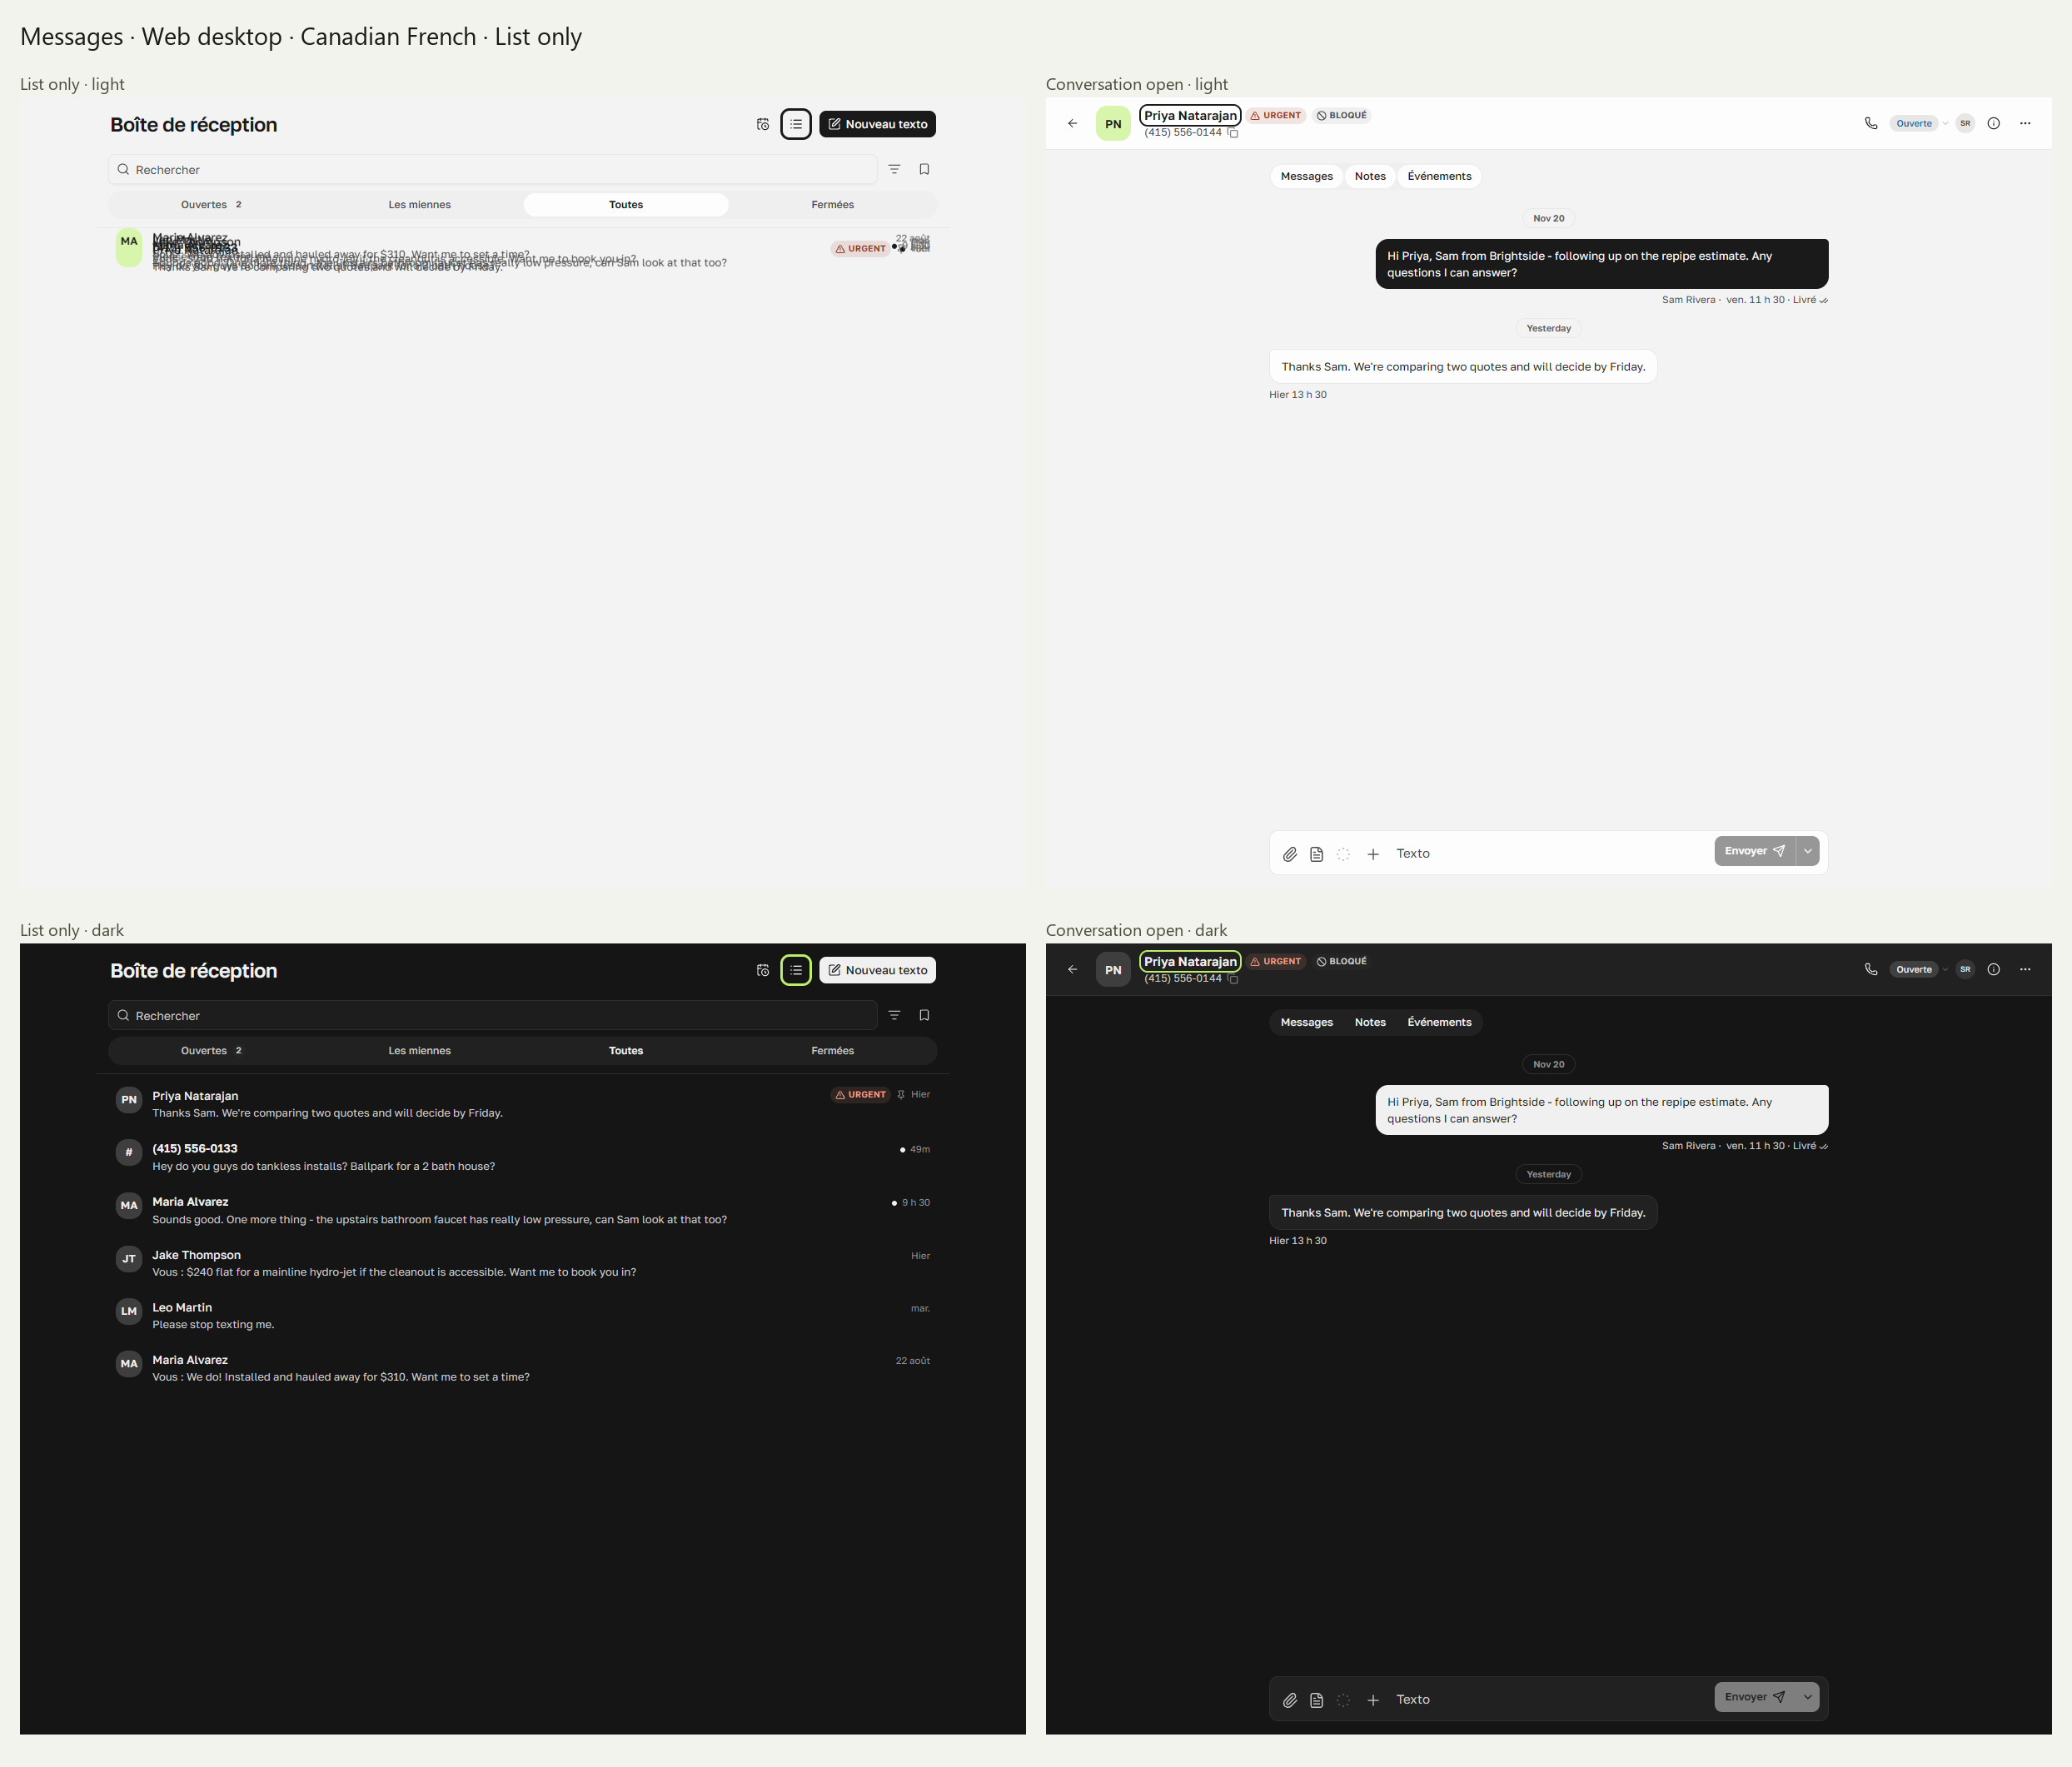 Messages · Web desktop · Canadian French · List only
List only · light
Boîte de réception
Nouveau texto
Rechercher
Ouvertes 2
Les miennes
Toutes
Fermées
MA
Maria Alvarez
22 août
URGENT
Conversation open · light
PN
Priya Natarajan
URGENT
BLOQUÉ
(415) 556-0144
Ouverte
SR
Messages
Notes
Événements
Nov 20
Hi Priya, Sam from Brightside - following up on the repipe estimate. Any
questions I can answer?
Sam Rivera · ven. 11 h 30 · Livré
Yesterday
Thanks Sam. We're comparing two quotes and will decide by Friday.
Hier 13 h 30
Texto
Envoyer
List only · dark
Boîte de réception
Nouveau texto
Rechercher
Ouvertes 2
Les miennes
Toutes
Fermées
PN
Priya Natarajan
URGENT
Hier
Thanks Sam. We're comparing two quotes and will decide by Friday.
#
(415) 556-0133
49m
Hey do you guys do tankless installs? Ballpark for a 2 bath house?
MA
Maria Alvarez
9 h 30
Sounds good. One more thing - the upstairs bathroom faucet has really low pressure, can Sam look at that too?
JT
Jake Thompson
Hier
Vous : $240 flat for a mainline hydro-jet if the cleanout is accessible. Want me to book you in?
LM
Leo Martin
mar.
Please stop texting me.
MA
Maria Alvarez
22 août
Vous : We do! Installed and hauled away for $310. Want me to set a time?
Conversation open · dark
PN
Priya Natarajan
URGENT
BLOQUÉ
(415) 556-0144
Ouverte
SR
Messages
Notes
Événements
Nov 20
Hi Priya, Sam from Brightside - following up on the repipe estimate. Any
questions I can answer?
Sam Rivera · ven. 11 h 30 · Livré
Yesterday
Thanks Sam. We're comparing two quotes and will decide by Friday.
Hier 13 h 30
Texto
Envoyer